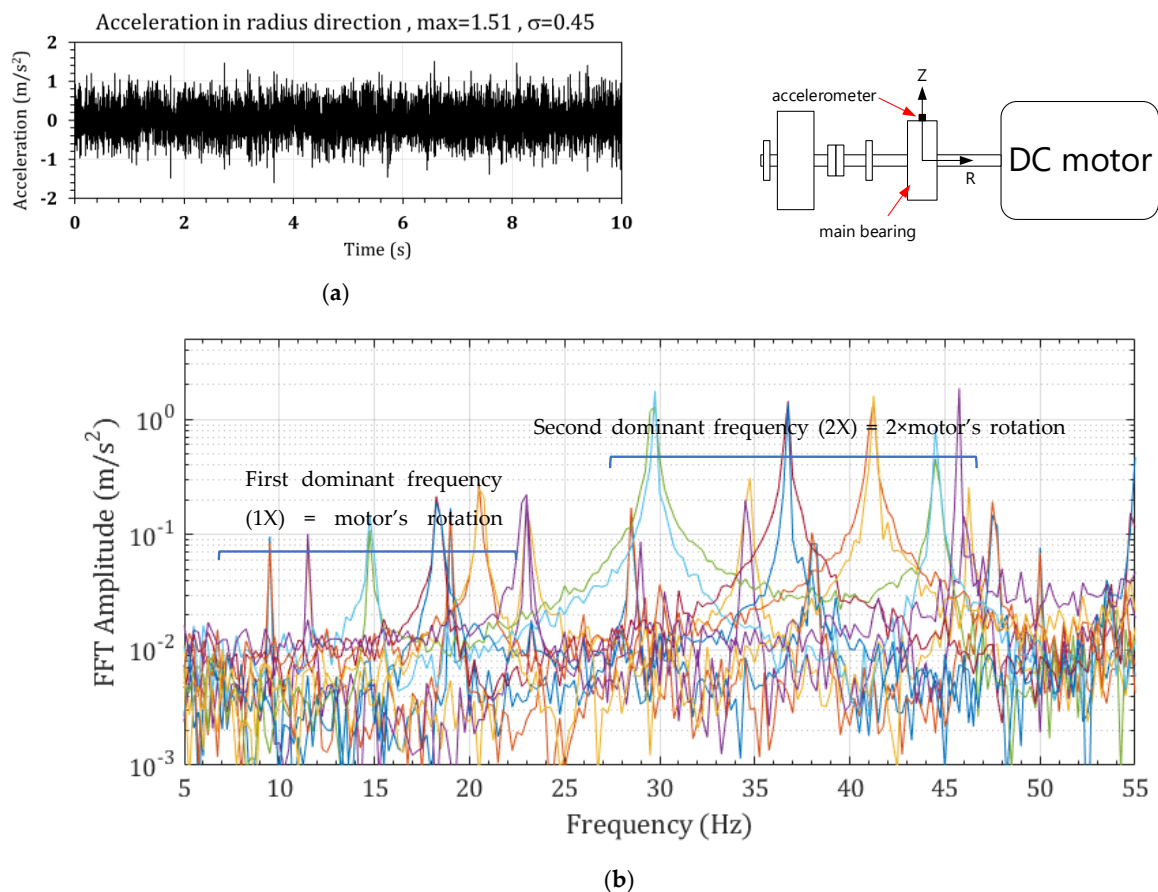 Acceleration in radius direction , max=1.51 , σ=0.45
Acceleration (m/s²)
2
1
0
-1
-2
0
2
4
6
8
10
Time (s)
(a)
Z
accelerometer
DC motor
R
main bearing
FFT Amplitude (m/s²)
10⁰
10⁻¹
10⁻²
10⁻³
Second dominant frequency (2X) = 2×motor's rotation
First dominant frequency
(1X) = motor's rotation
5
10
15
20
25
30
35
40
45
50
55
Frequency (Hz)
(b)